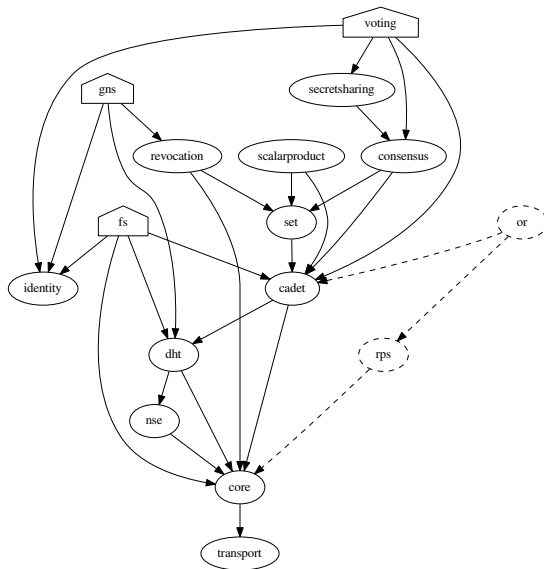 voting
gns
secretsharing
revocation
scalarproduct
consensus
fs
set
or
identity
cadet
dht
rps
nse
core
transport